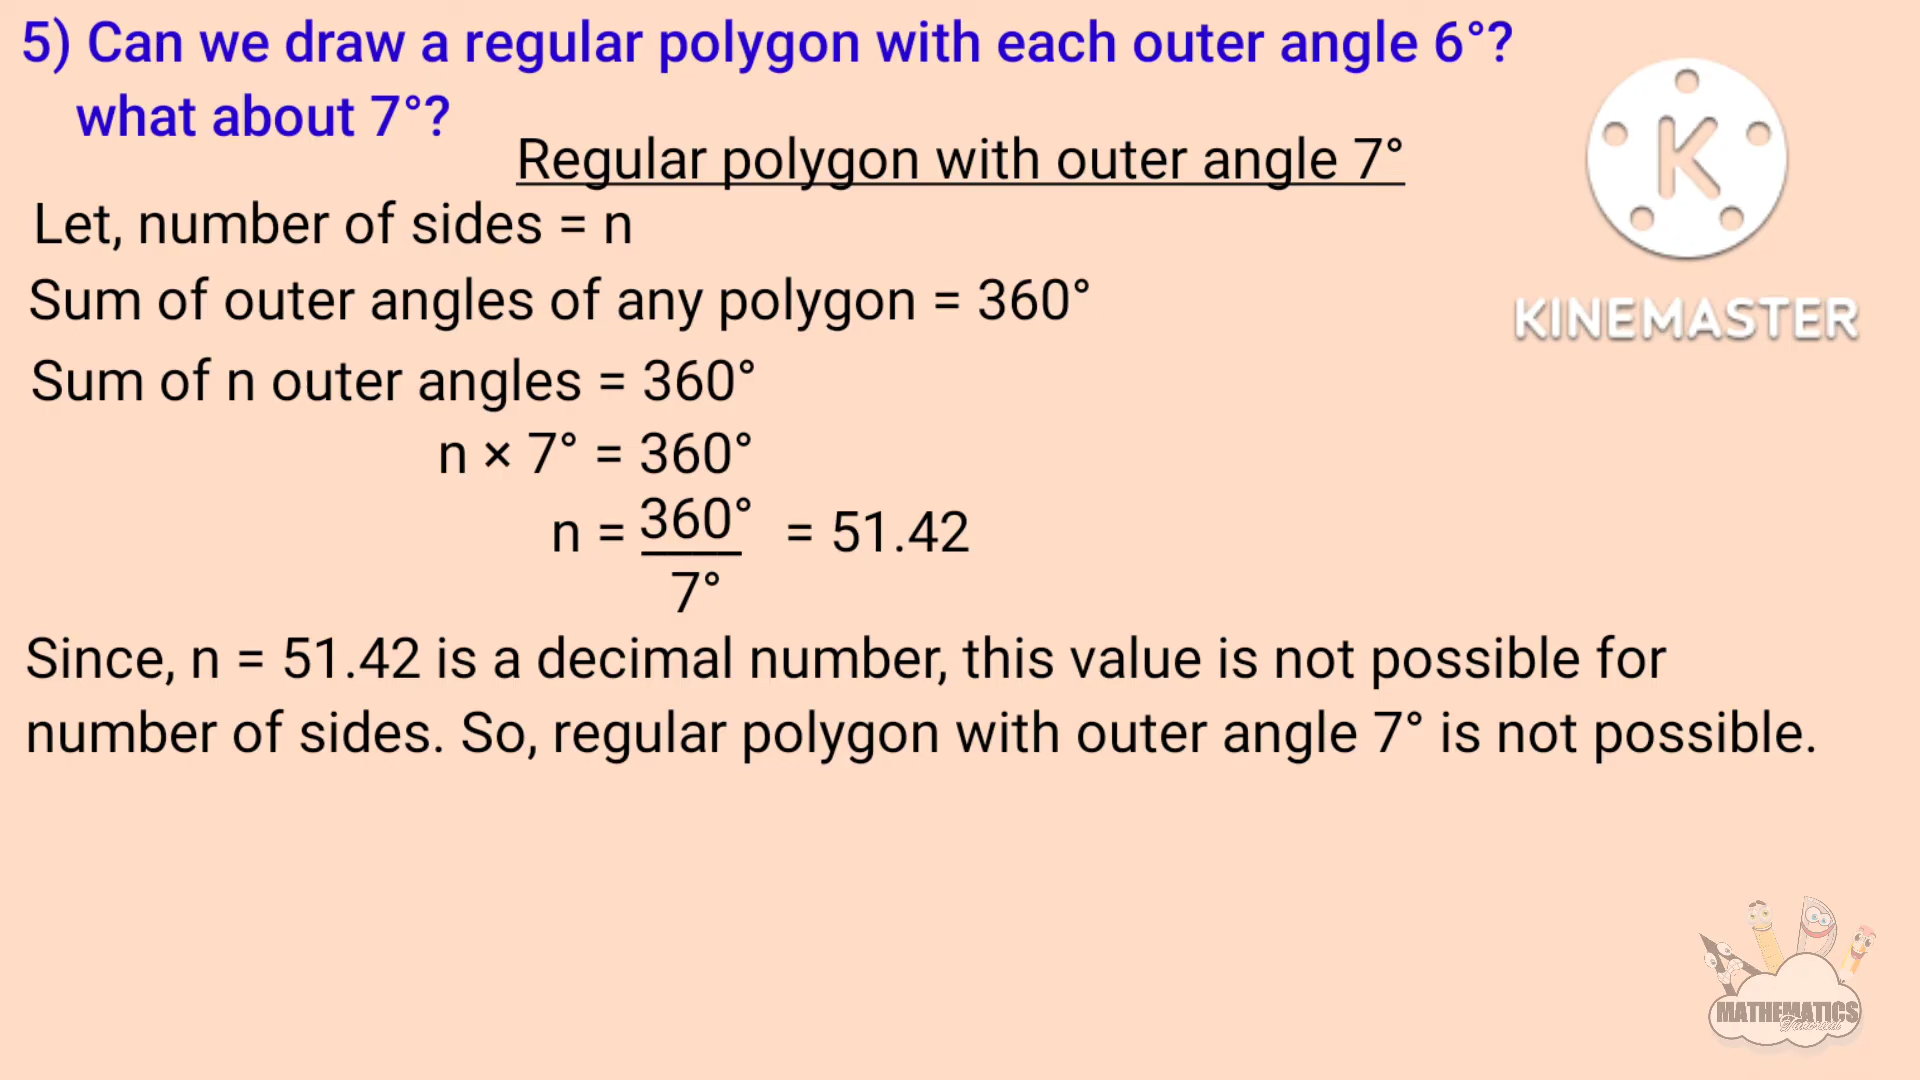 5) Can we draw a regular polygon with each outer angle 6°?
what about 7°?
Regular polygon with outer angle 7°
Let, number of sides = n
Sum of outer angles of any polygon = 360°
Sum of n outer angles = 360°
n × 7° = 360°
n = 360° = 51.42
7°
Since, n = 51.42 is a decimal number, this value is not possible for
number of sides. So, regular polygon with outer angle 7° is not possible.
K
KINEMASTER
MATHEMATICS
Tutorial